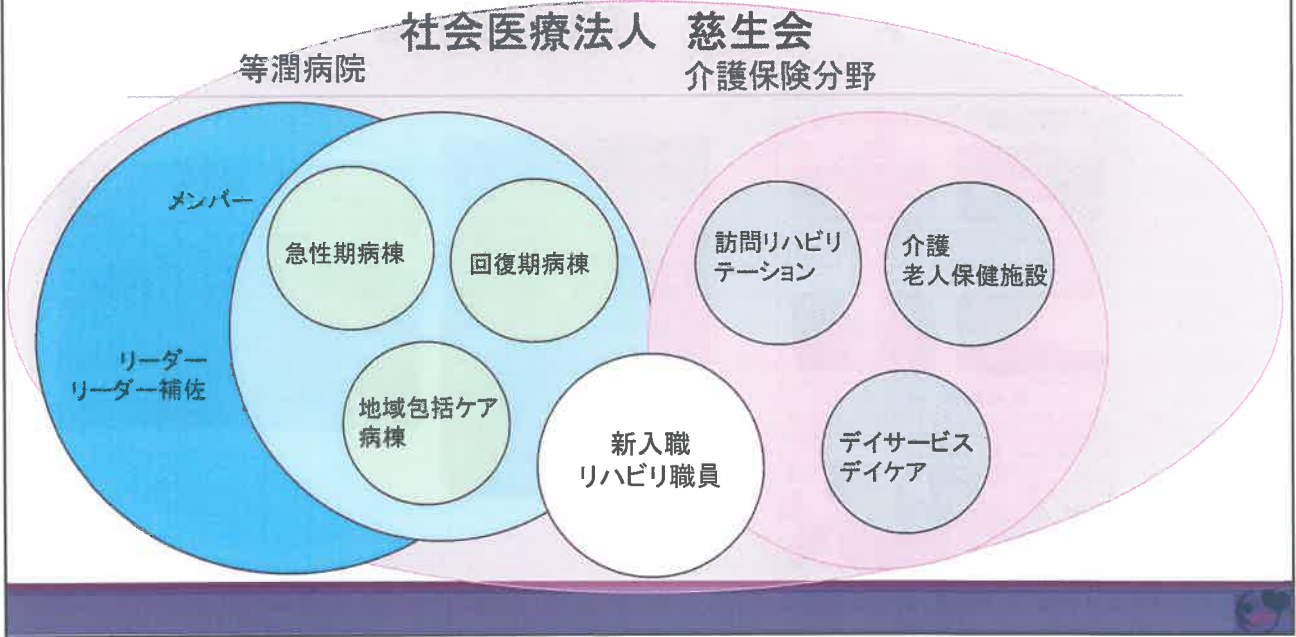 社会医療法人 慈生会
等潤病院
介護保険分野
メンバー
リーダー
リーダー補佐
急性期病棟
回復期病棟
地域包括ケア
病棟
新入職
リハビリ職員
訪問リハビリ
テーション
介護
老人保健施設
デイサービス
デイケア